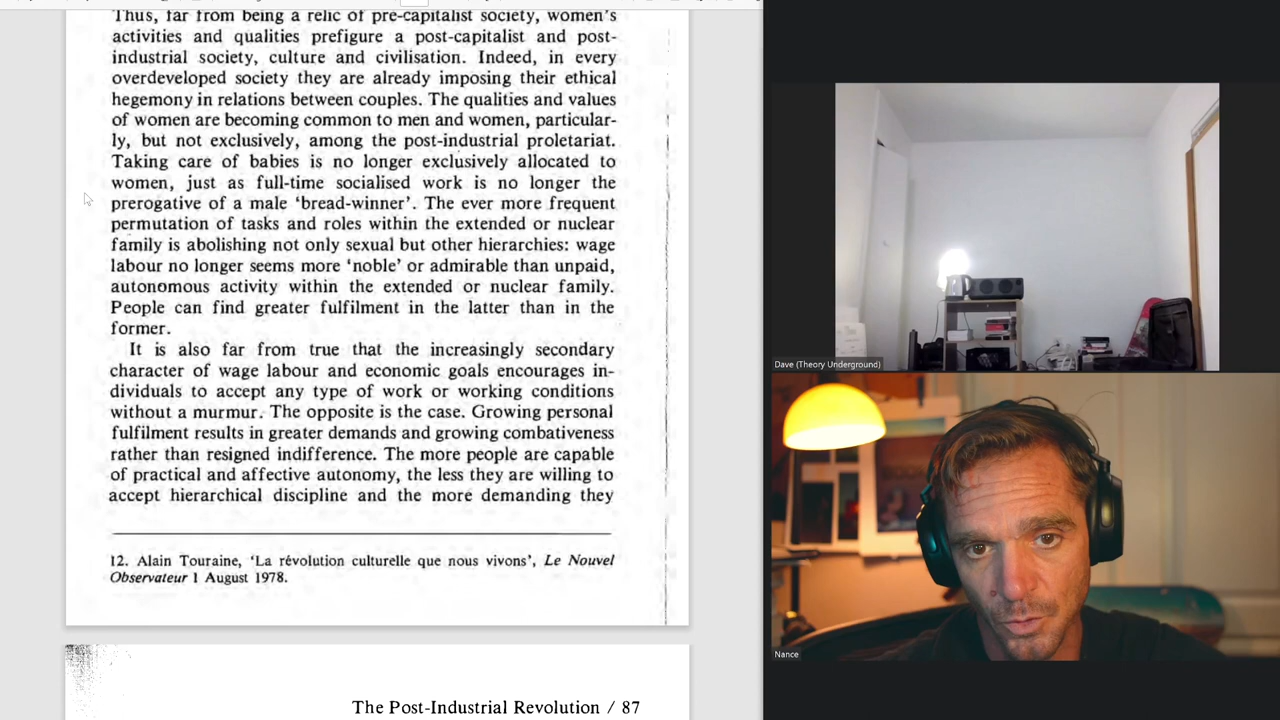 Thus, far from being a relic of pre-capitalist society, women's
activities and qualities prefigure a post-capitalist and post-
industrial society, culture and civilisation. Indeed, in every
overdeveloped society they are already imposing their ethical
hegemony in relations between couples. The qualities and values
of women are becoming common to men and women, particular-
ly, but not exclusively, among the post-industrial proletariat.
Taking care of babies is no longer exclusively allocated to
women, just as full-time socialised work is no longer the
prerogative of a male 'bread-winner'. The ever more frequent
permutation of tasks and roles within the extended or nuclear
family is abolishing not only sexual but other hierarchies: wage
labour no longer seems more 'noble' or admirable than unpaid,
autonomous activity within the extended or nuclear family.
People can find greater fulfilment in the latter than in the
former.
It is also far from true that the increasingly secondary
character of wage labour and economic goals encourages in-
dividuals to accept any type of work or working conditions
without a murmur. The opposite is the case. Growing personal
fulfilment results in greater demands and growing combativeness
rather than resigned indifference. The more people are capable
of practical and affective autonomy, the less they are willing to
accept hierarchical discipline and the more demanding they
12. Alain Touraine, 'La révolution culturelle que nous vivons', Le Nouvel
Observateur 1 August 1978.
The Post-Industrial Revolution / 87
Dave (Theory Underground)
Nance